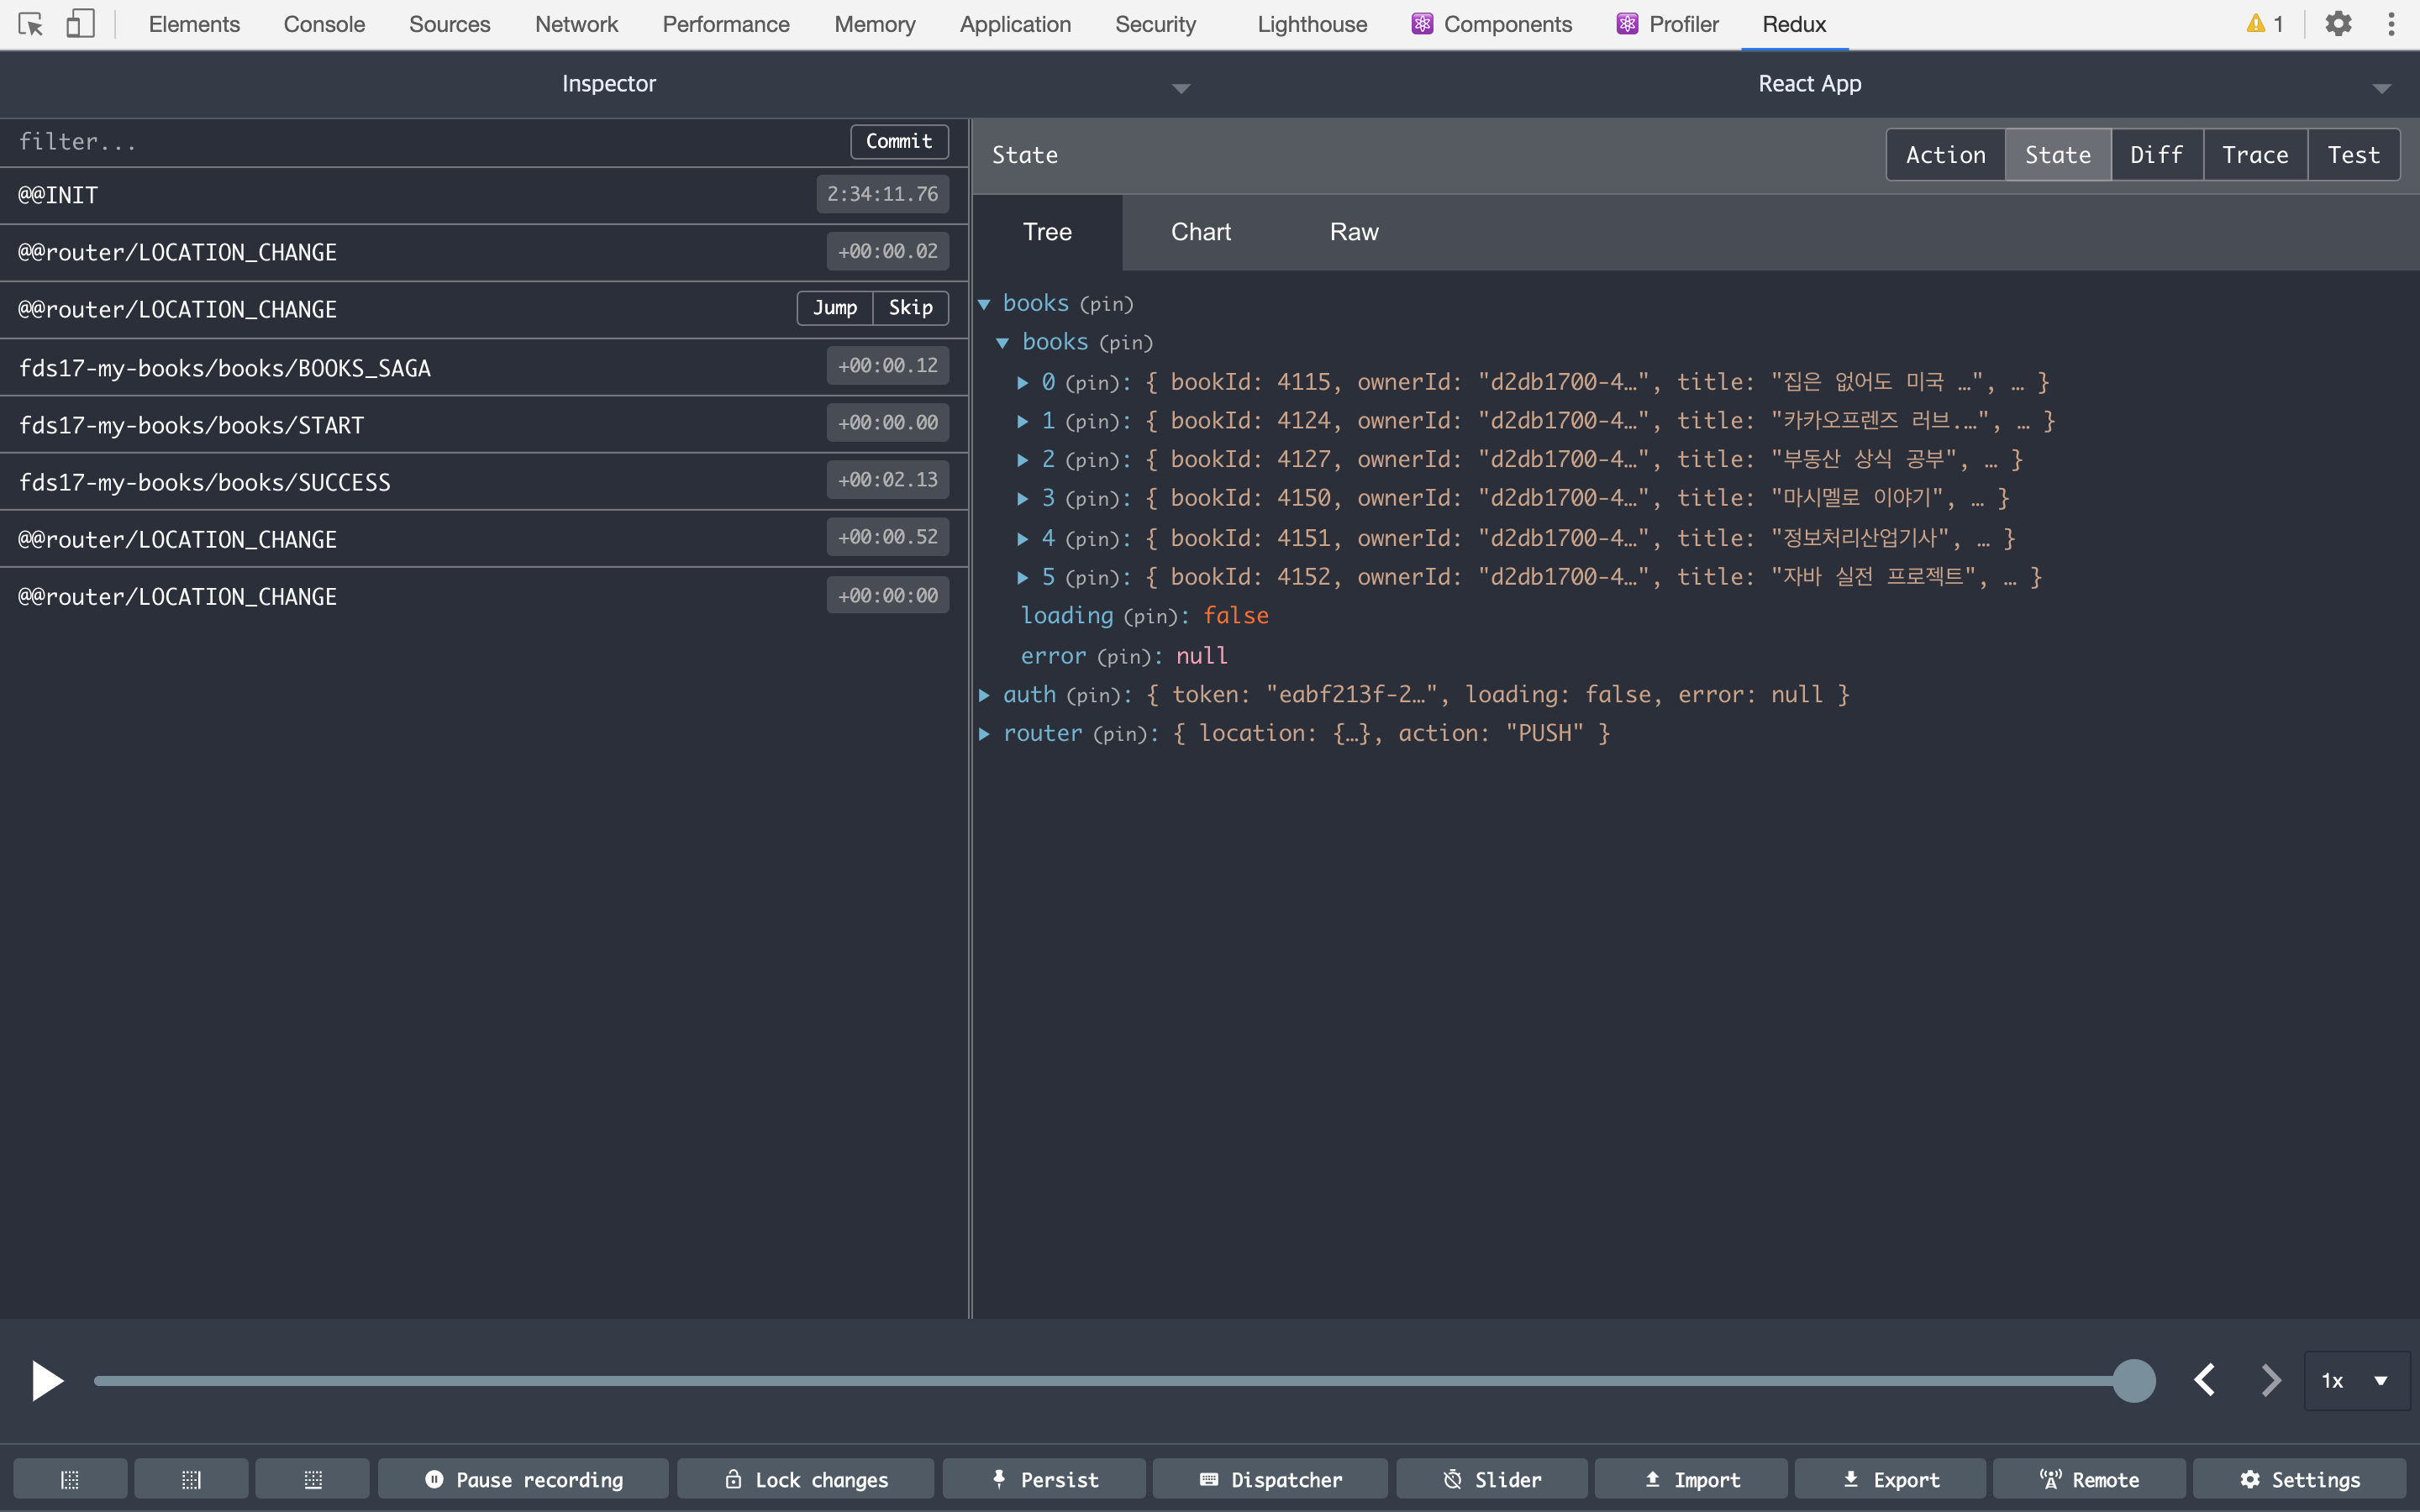 Elements Console Sources Network Performance Memory Application Security Lighthouse Components Profiler Redux 1
Inspector React App
filter... Commit
@@INIT 2:34:11.76
@@router/LOCATION_CHANGE +00:00.02
@@router/LOCATION_CHANGE Jump Skip
fds17-my-books/books/BOOKS_SAGA +00:00.12
fds17-my-books/books/START +00:00.00
fds17-my-books/books/SUCCESS +00:02.13
@@router/LOCATION_CHANGE +00:00.52
@@router/LOCATION_CHANGE +00:00:00
State Action State Diff Trace Test
Tree Chart Raw
books (pin)
books (pin)
0 (pin): { bookId: 4115, ownerId: "d2db1700-4…", title: "집은 없어도 미국 …", … }
1 (pin): { bookId: 4124, ownerId: "d2db1700-4…", title: "카카오프렌즈 러브.…", … }
2 (pin): { bookId: 4127, ownerId: "d2db1700-4…", title: "부동산 상식 공부", … }
3 (pin): { bookId: 4150, ownerId: "d2db1700-4…", title: "마시멜로 이야기", … }
4 (pin): { bookId: 4151, ownerId: "d2db1700-4…", title: "정보처리산업기사", … }
5 (pin): { bookId: 4152, ownerId: "d2db1700-4…", title: "자바 실전 프로젝트", … }
loading (pin): false
error (pin): null
auth (pin): { token: "eabf213f-2…", loading: false, error: null }
router (pin): { location: {…}, action: "PUSH" }
1x
Pause recording Lock changes Persist Dispatcher Slider Import Export Remote Settings